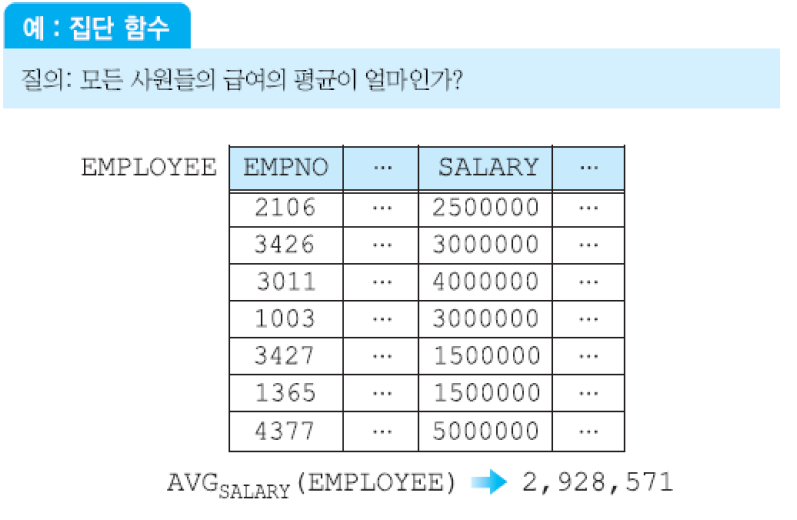 예 : 집단 함수
질의: 모든 사원들의 급여의 평균이 얼마인가?
EMPLOYEE EMPNO … SALARY …
2106 … 2500000 …
3426 … 3000000 …
3011 … 4000000 …
1003 … 3000000 …
3427 … 1500000 …
1365 … 1500000 …
4377 … 5000000 …
AVGSALARY(EMPLOYEE) ➡ 2,928,571